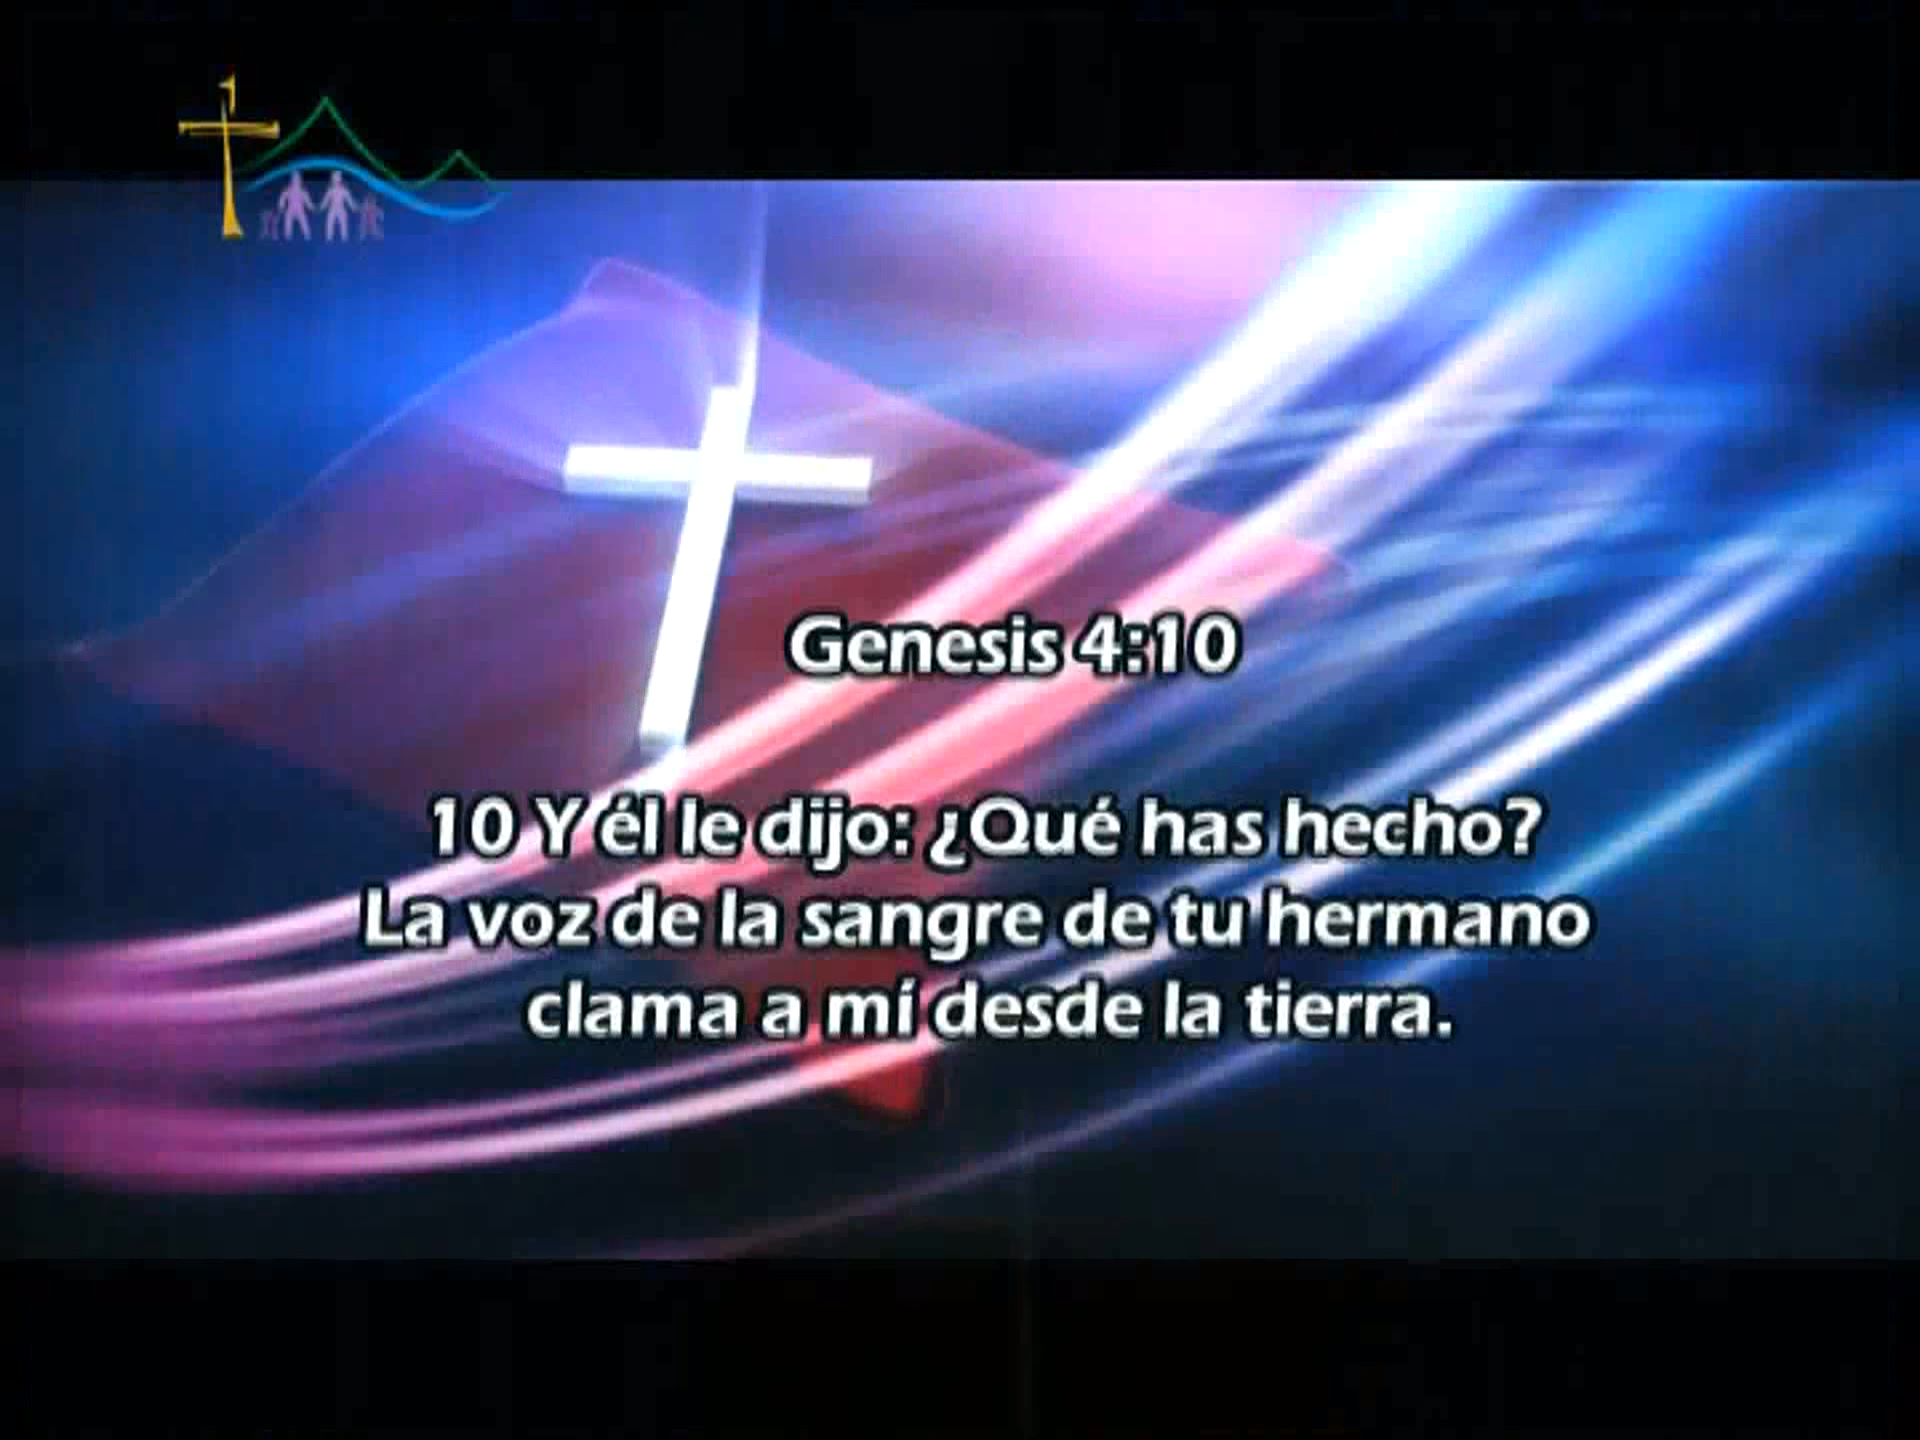 Genesis 4:10
10 Y él le dijo: ¿Qué has hecho?
La voz de la sangre de tu hermano
clama a mí desde la tierra.